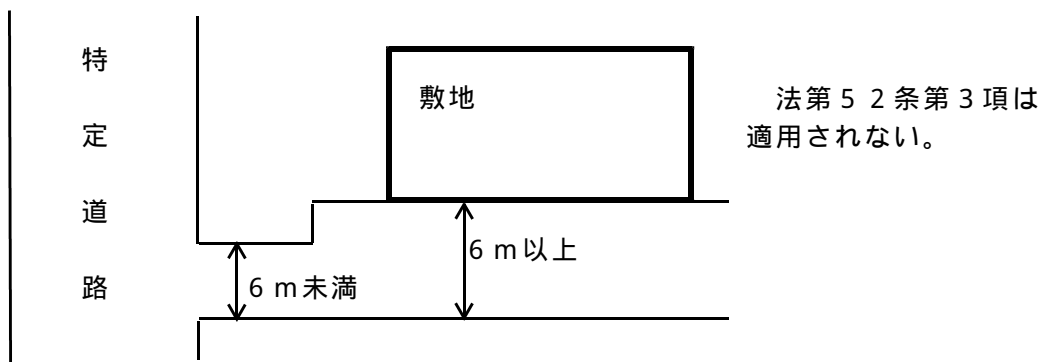 特定道路
敷地
法第５２条第３項は
適用されない。
６ｍ以上
６ｍ未満